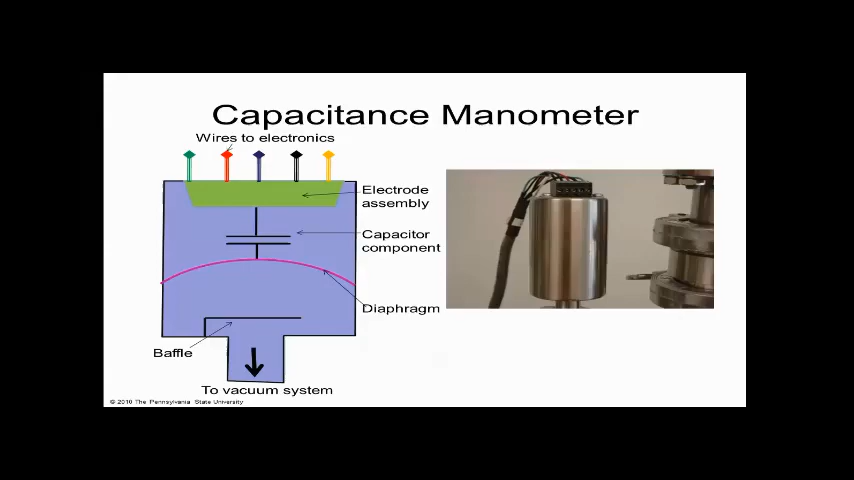 Capacitance Manometer
Wires to electronics
Electrode
assembly
Capacitor
component
Diaphragm
Baffle
To vacuum system
© 2010 The Pennsylvania State University